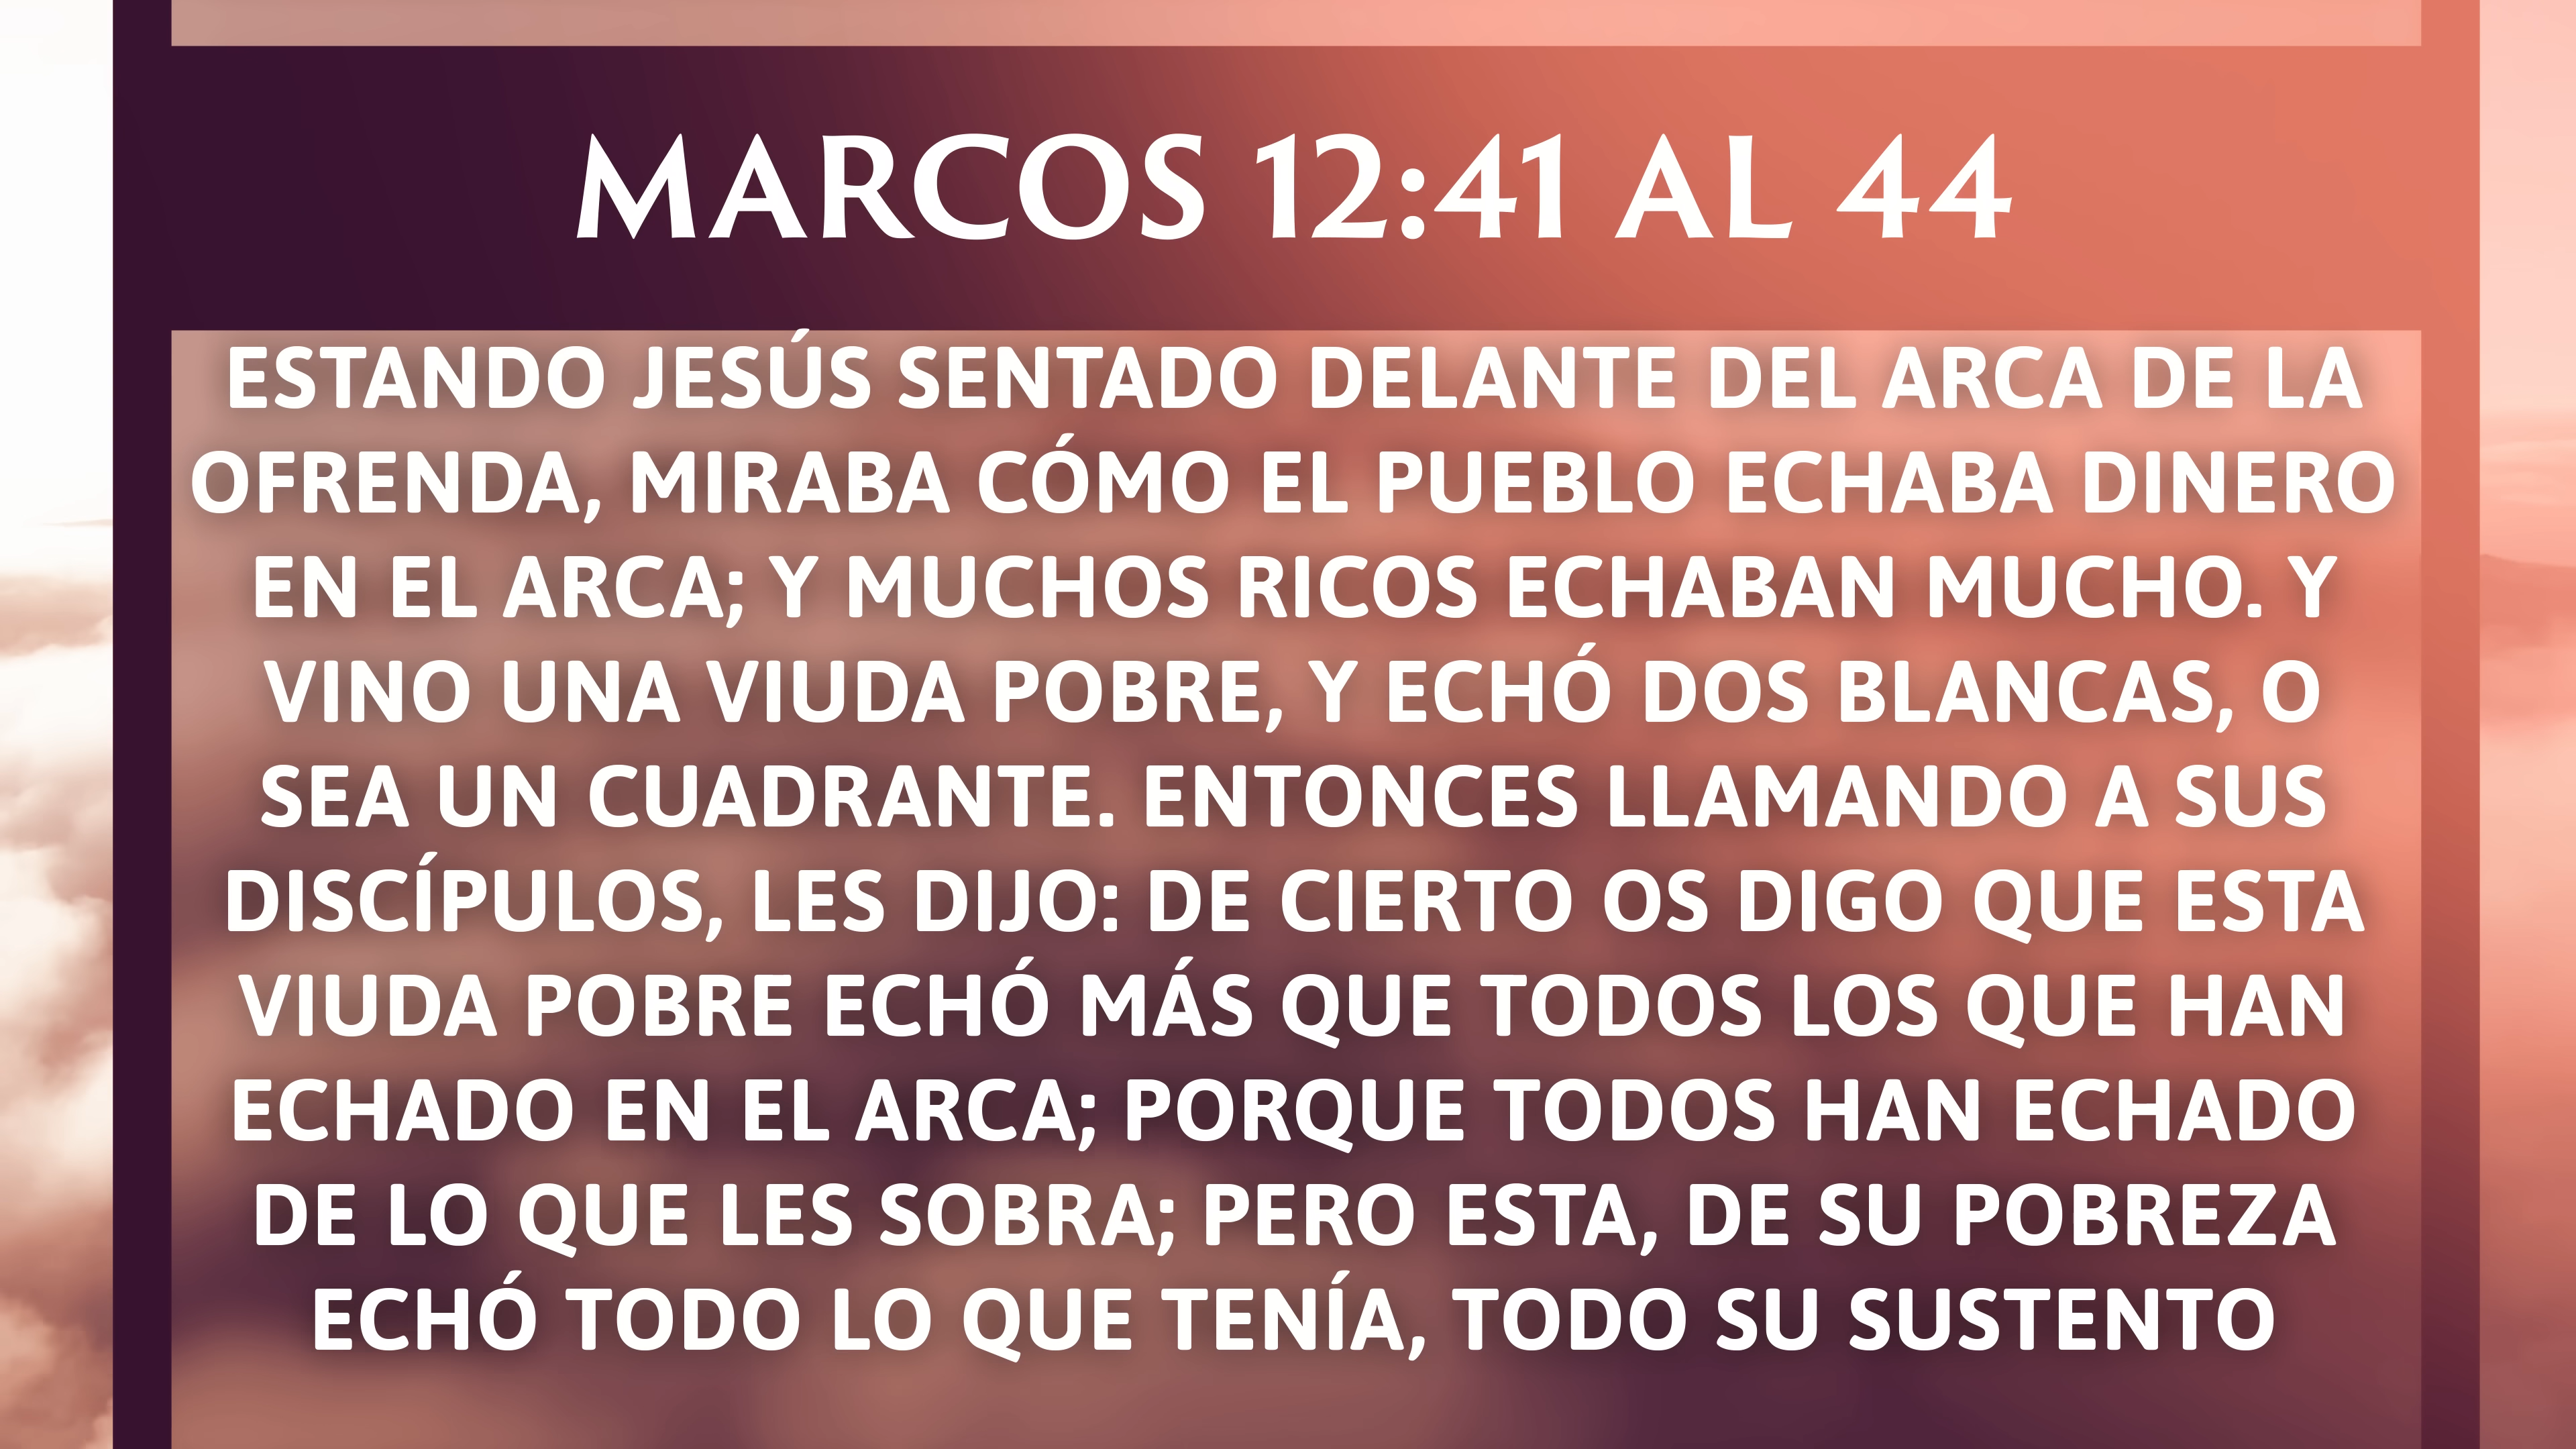 MARCOS 12:41 AL 44
ESTANDO JESÚS SENTADO DELANTE DEL ARCA DE LA
OFRENDA, MIRABA CÓMO EL PUEBLO ECHABA DINERO
EN EL ARCA; Y MUCHOS RICOS ECHABAN MUCHO. Y
VINO UNA VIUDA POBRE, Y ECHÓ DOS BLANCAS, O
SEA UN CUADRANTE. ENTONCES LLAMANDO A SUS
DISCÍPULOS, LES DIJO: DE CIERTO OS DIGO QUE ESTA
VIUDA POBRE ECHÓ MÁS QUE TODOS LOS QUE HAN
ECHADO EN EL ARCA; PORQUE TODOS HAN ECHADO
DE LO QUE LES SOBRA; PERO ESTA, DE SU POBREZA
ECHÓ TODO LO QUE TENÍA, TODO SU SUSTENTO